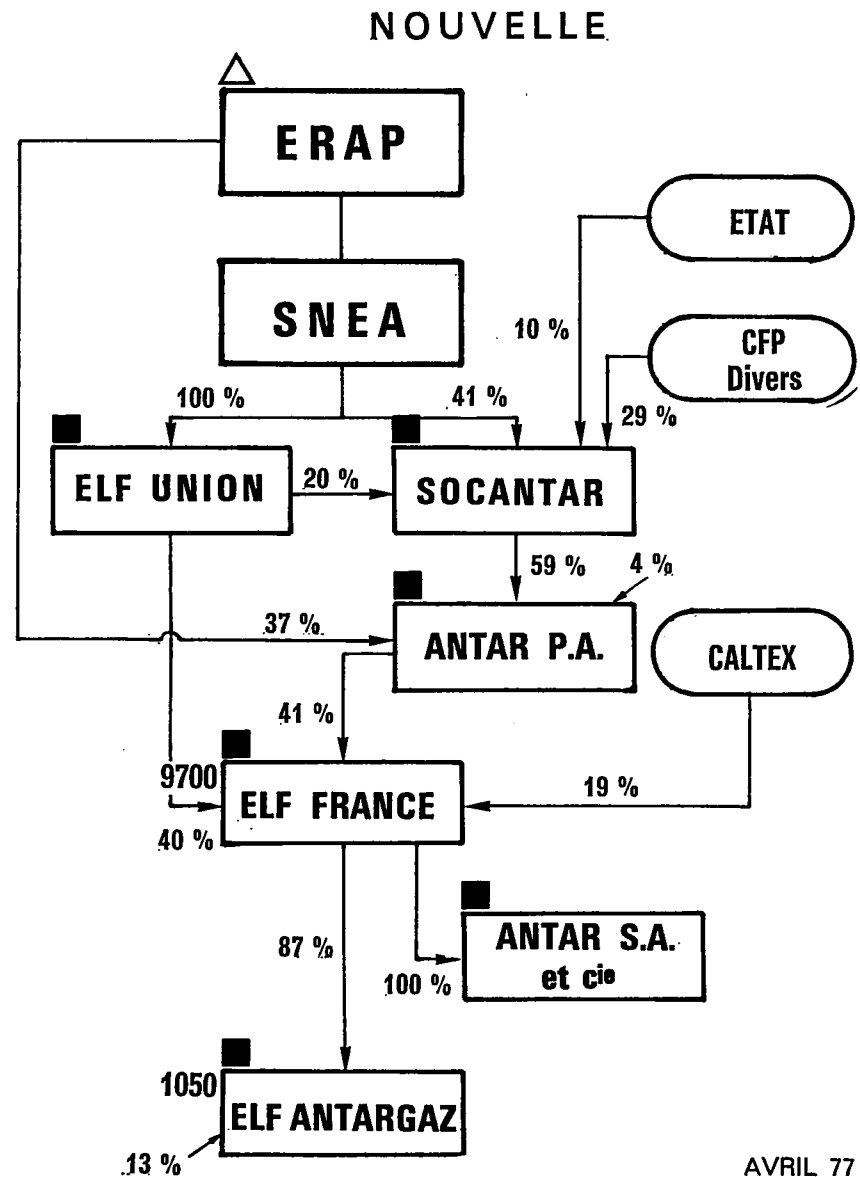 NOUVELLE
ERAP
ETAT
SNEA
10 %
CFP
Divers
100 %
41 %
29 %
ELF UNION
20 %
SOCANTAR
59 %
4 %
37 %
ANTAR P.A.
CALTEX
41 %
9700
ELF FRANCE
19 %
40 %
87 %
ANTAR S.A.
et cie
100 %
1050
ELF ANTARGAZ
13 %
AVRIL 77